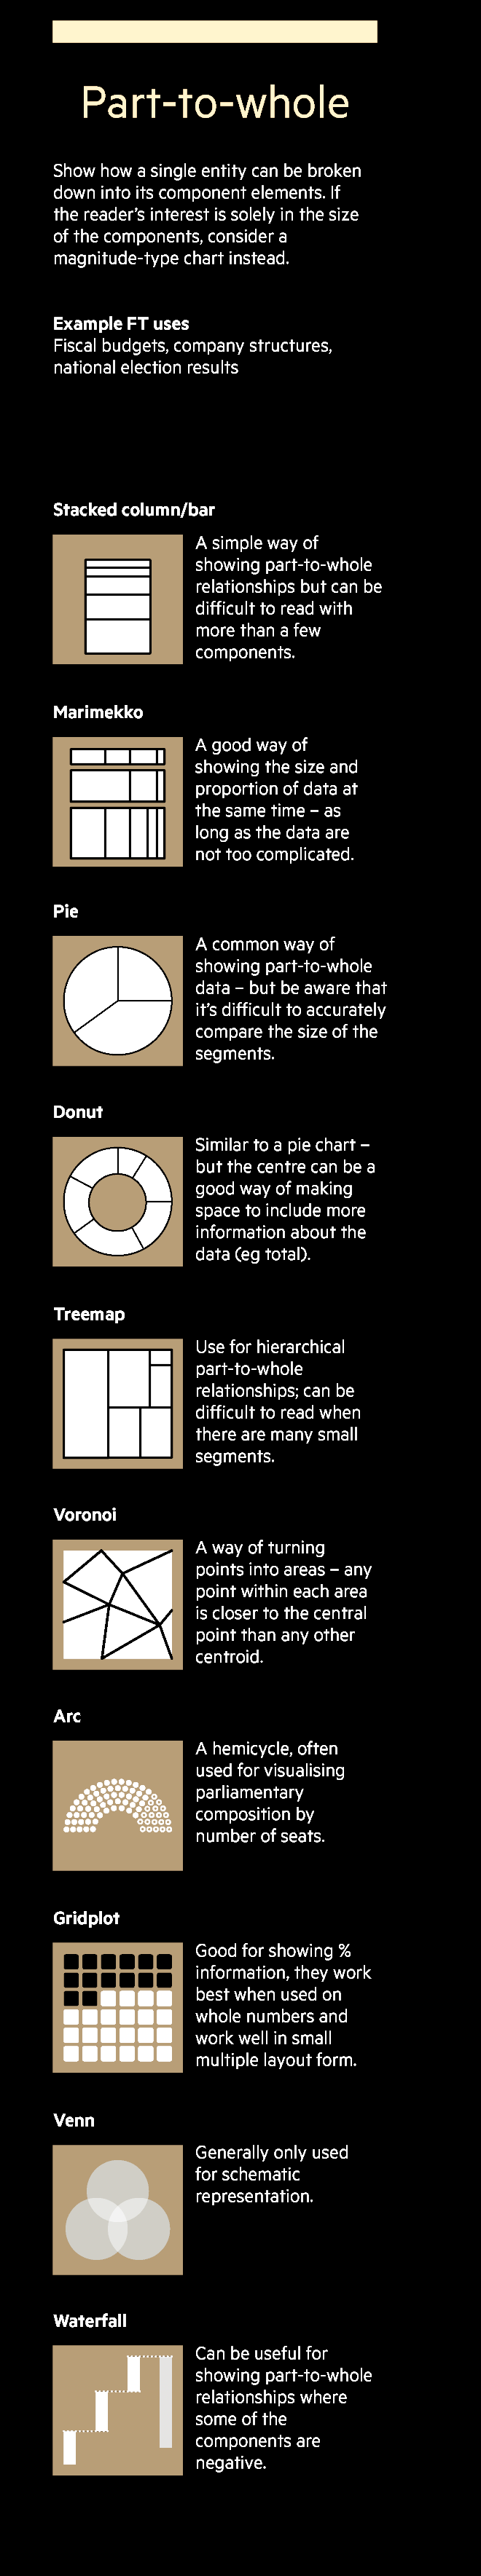 Part-to-whole
Show how a single entity can be broken
down into its component elements. If
the reader's interest is solely in the size
of the components, consider a
magnitude-type chart instead.
Example FT uses
Fiscal budgets, company structures,
national election results
Stacked column/bar
A simple way of
showing part-to-whole
relationships but can be
difficult to read with
more than a few
components.
Marimekko
A good way of
showing the size and
proportion of data at
the same time – as
long as the data are
not too complicated.
Pie
A common way of
showing part-to-whole
data – but be aware that
it's difficult to accurately
compare the size of the
segments.
Donut
Similar to a pie chart –
but the centre can be a
good way of making
space to include more
information about the
data (eg total).
Treemap
Use for hierarchical
part-to-whole
relationships; can be
difficult to read when
there are many small
segments.
Voronoi
A way of turning
points into areas – any
point within each area
is closer to the central
point than any other
centroid.
Arc
A hemicycle, often
used for visualising
parliamentary
composition by
number of seats.
Gridplot
Good for showing %
information, they work
best when used on
whole numbers and
work well in small
multiple layout form.
Venn
Generally only used
for schematic
representation.
Waterfall
Can be useful for
showing part-to-whole
relationships where
some of the
components are
negative.